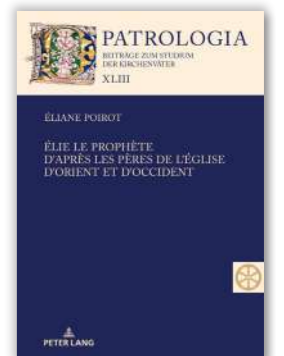 PATROLOGIA
BEITRÄGE ZUM STUDIUM
DER KIRCHENVÄTER
XLIII
ÉLIANE POIROT
ÉLIE LE PROPHÈTE
D'APRÈS LES PÈRES DE L'ÉGLISE
D'ORIENT ET D'OCCIDENT
PETER LANG